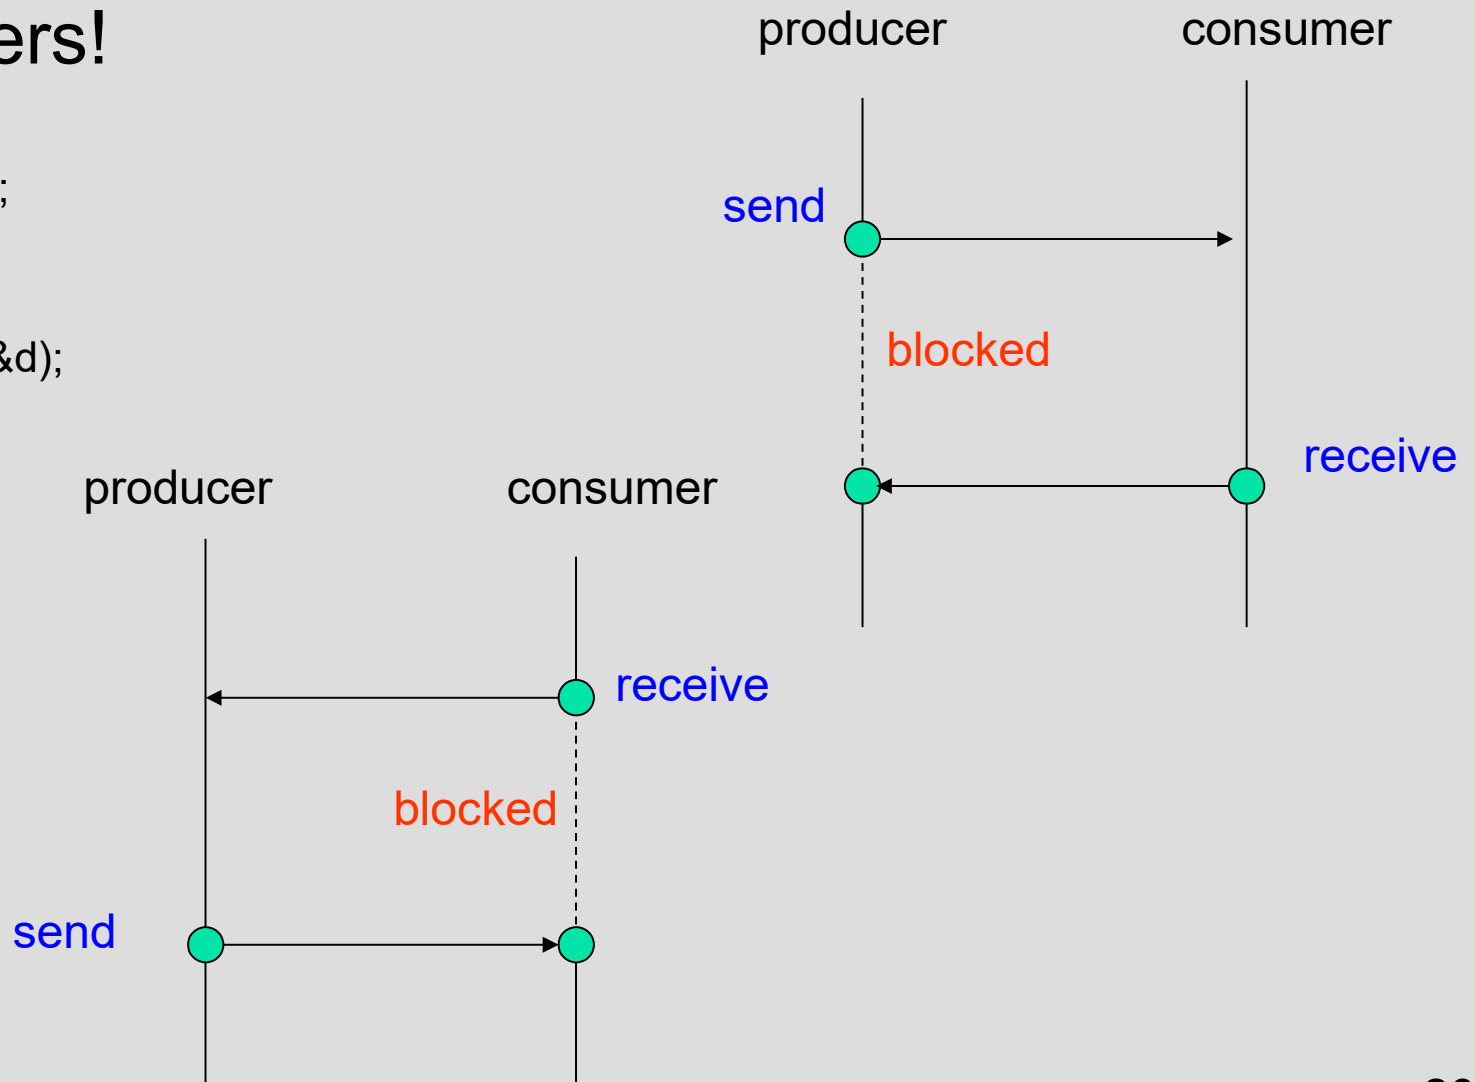 ers!
;
&d);
producer consumer
send
blocked
receive
producer consumer
receive
blocked
send